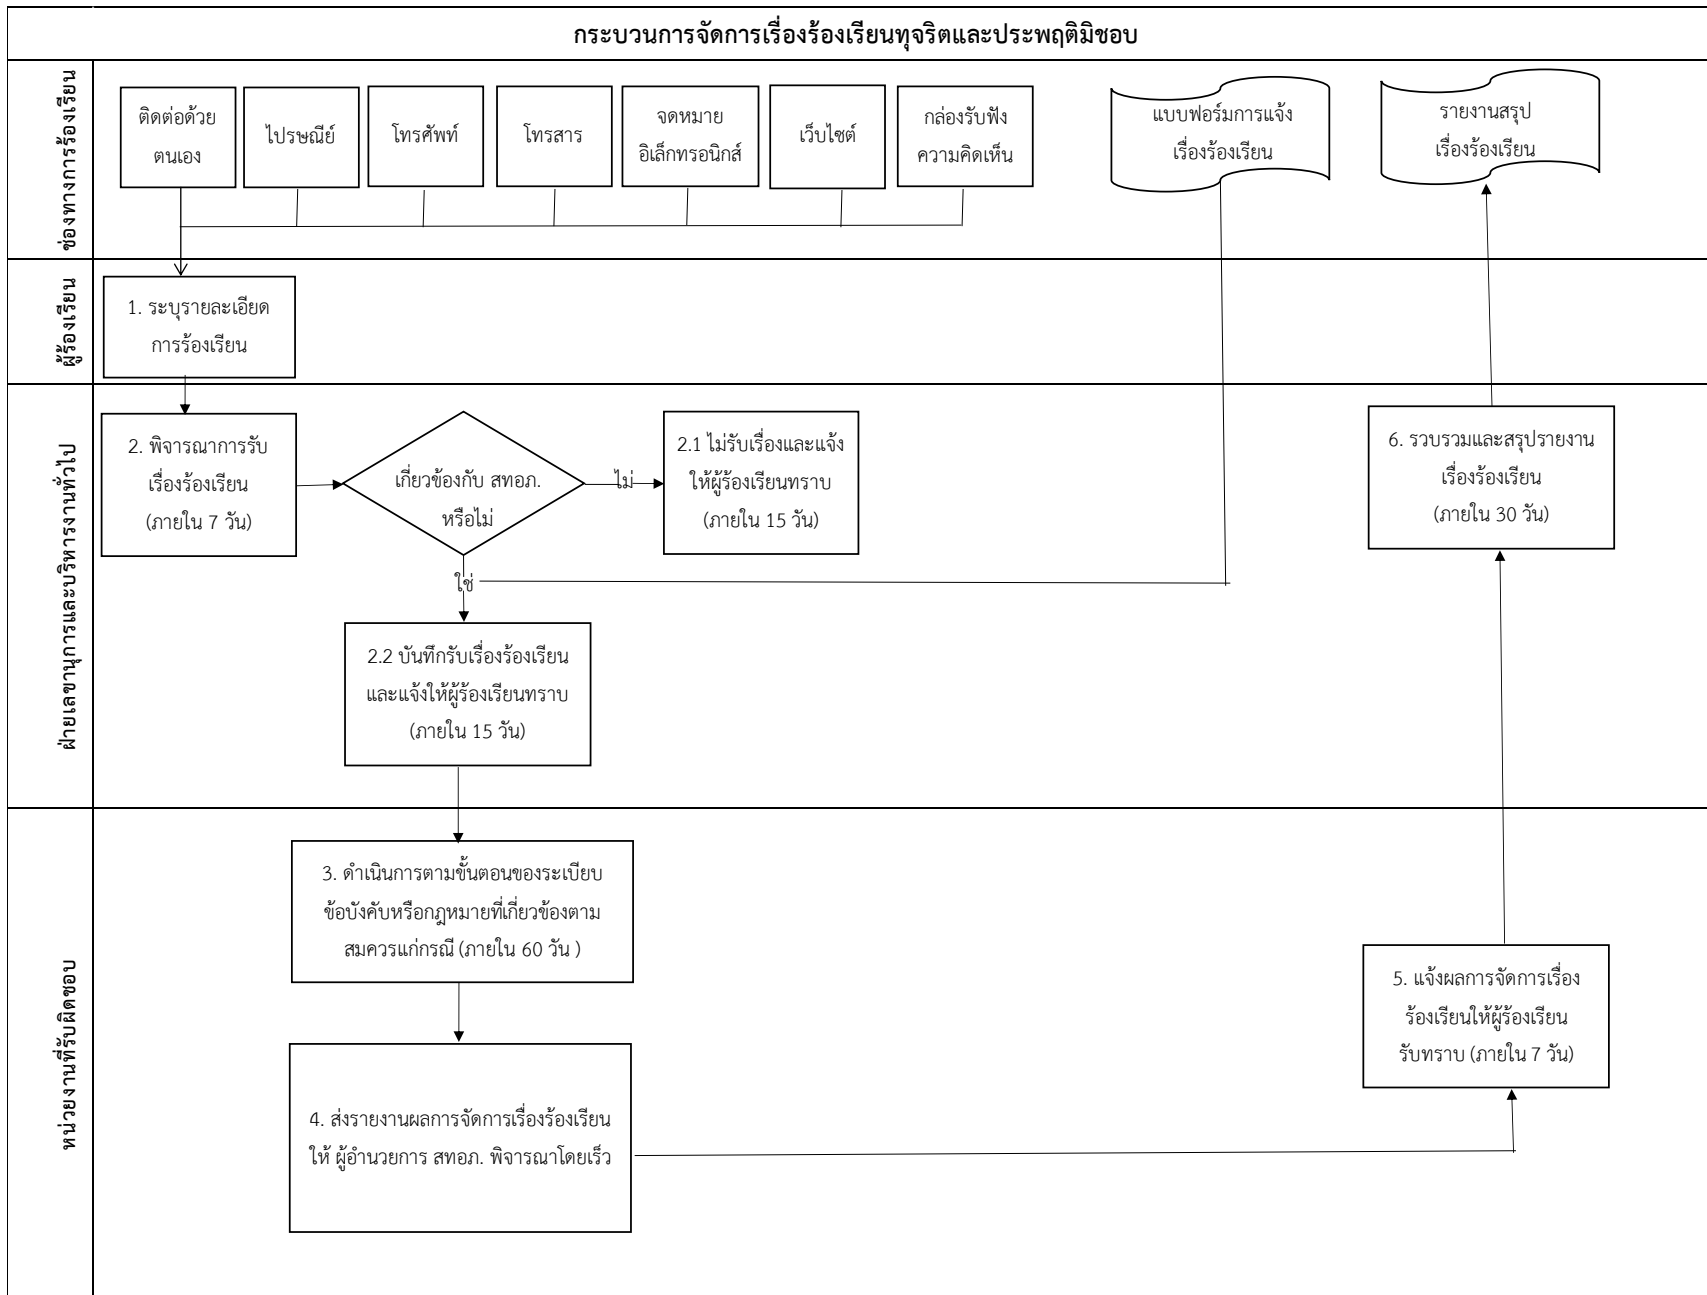 กระบวนการจัดการเรื่องร้องเรียนทุจริตและประพฤติมิชอบ
ช่องทางการร้องเรียน
ติดต่อด้วย
ตนเอง
ไปรษณีย์
โทรศัพท์
โทรสาร
จดหมาย
อิเล็กทรอนิกส์
เว็บไซต์
กล่องรับฟัง
ความคิดเห็น
แบบฟอร์มการแจ้ง
เรื่องร้องเรียน
รายงานสรุป
เรื่องร้องเรียน
ผู้ร้องเรียน
1. ระบุรายละเอียด
การร้องเรียน
ฝ่ายเลขานุการและบริหารงานทั่วไป
2. พิจารณาการรับ
เรื่องร้องเรียน
(ภายใน 7 วัน)
เกี่ยวข้องกับ สทอภ.
หรือไม่
ไม่
2.1 ไม่รับเรื่องและแจ้ง
ให้ผู้ร้องเรียนทราบ
(ภายใน 15 วัน)
ใช่
2.2 บันทึกรับเรื่องร้องเรียน
และแจ้งให้ผู้ร้องเรียนทราบ
(ภายใน 15 วัน)
6. รวบรวมและสรุปรายงาน
เรื่องร้องเรียน
(ภายใน 30 วัน)
หน่วยงานที่รับผิดชอบ
3. ดำเนินการตามขั้นตอนของระเบียบ
ข้อบังคับหรือกฎหมายที่เกี่ยวข้องตาม
สมควรแก่กรณี (ภายใน 60 วัน )
4. ส่งรายงานผลการจัดการเรื่องร้องเรียน
ให้ ผู้อำนวยการ สทอภ. พิจารณาโดยเร็ว
5. แจ้งผลการจัดการเรื่อง
ร้องเรียนให้ผู้ร้องเรียน
รับทราบ (ภายใน 7 วัน)